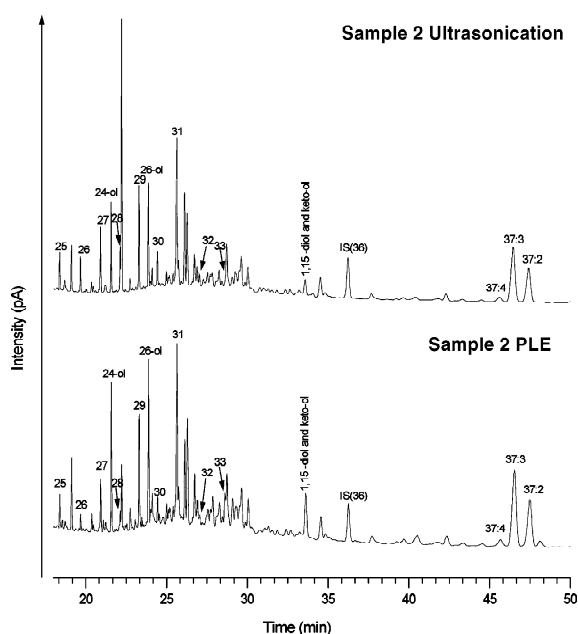 Sample 2 Ultrasonication
Intensity (pA)
25
26
27
24-ol
28
29
26-ol
30
31
32
33
1,15 -diol and keto-ol
IS(36)
37:4
37:3
37:2
Sample 2 PLE
25
26
27
24-ol
28
29
26-ol
30
31
32
33
1,15 -diol and keto-ol
IS(36)
37:4
37:3
37:2
20 25 30 35 40 45 50
Time (min)